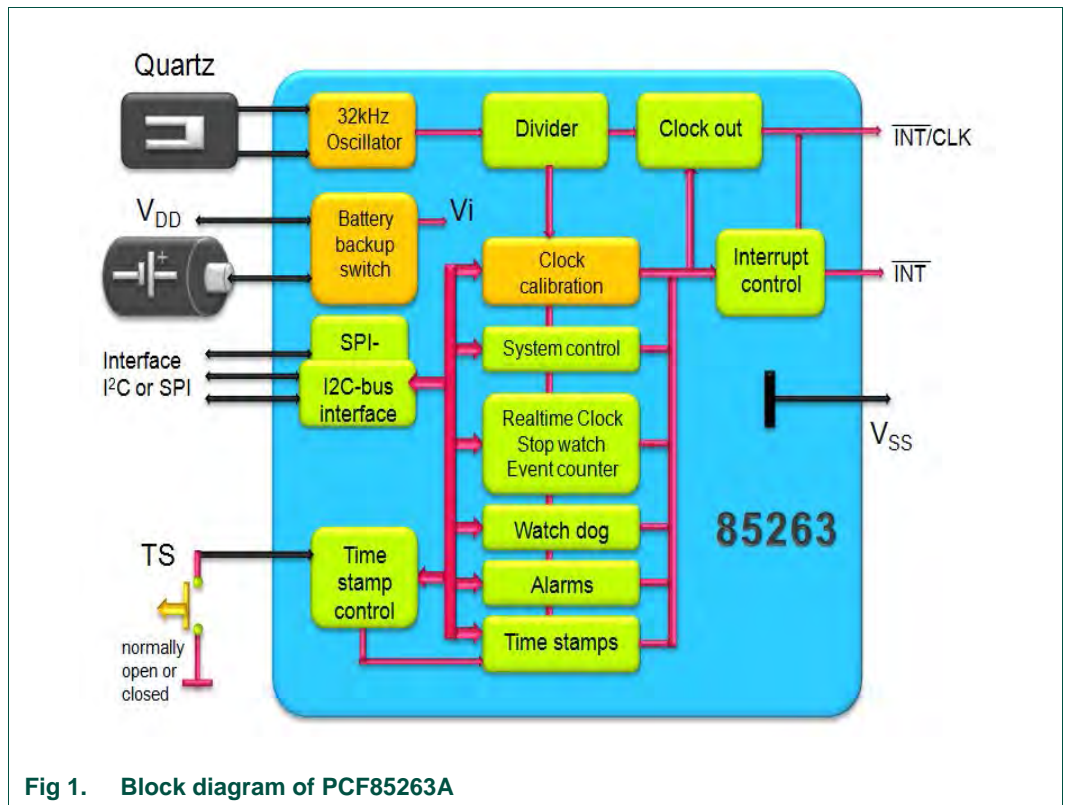 Quartz
32kHz
Oscillator
Divider
Clock out
INT/CLK
VDD
Battery
backup
switch
Vi
Clock
calibration
Interrupt
control
INT
Interface
I²C or SPI
SPI-
I2C-bus
interface
System control
Realtime Clock
Stop watch
Event counter
VSS
85263
Watch dog
TS
Time
stamp
control
Alarms
Time stamps
normally
open or
closed
Fig 1. Block diagram of PCF85263A